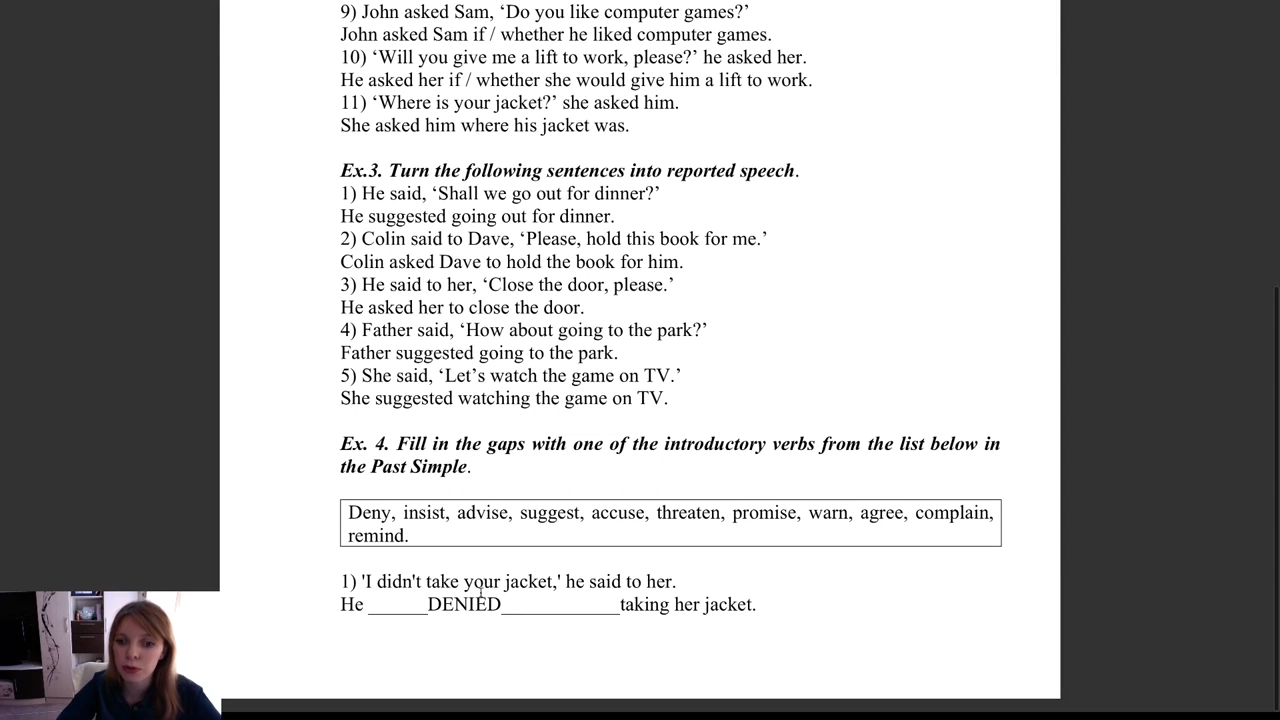 9) John asked Sam, ‘Do you like computer games?’
John asked Sam if / whether he liked computer games.
10) ‘Will you give me a lift to work, please?’ he asked her.
He asked her if / whether she would give him a lift to work.
11) ‘Where is your jacket?’ she asked him.
She asked him where his jacket was.
Ex.3. Turn the following sentences into reported speech.
1) He said, ‘Shall we go out for dinner?’
He suggested going out for dinner.
2) Colin said to Dave, ‘Please, hold this book for me.’
Colin asked Dave to hold the book for him.
3) He said to her, ‘Close the door, please.’
He asked her to close the door.
4) Father said, ‘How about going to the park?’
Father suggested going to the park.
5) She said, ‘Let’s watch the game on TV.’
She suggested watching the game on TV.
Ex. 4. Fill in the gaps with one of the introductory verbs from the list below in
the Past Simple.
Deny, insist, advise, suggest, accuse, threaten, promise, warn, agree, complain,
remind.
1) 'I didn't take your jacket,' he said to her.
He ______DENIED____________taking her jacket.